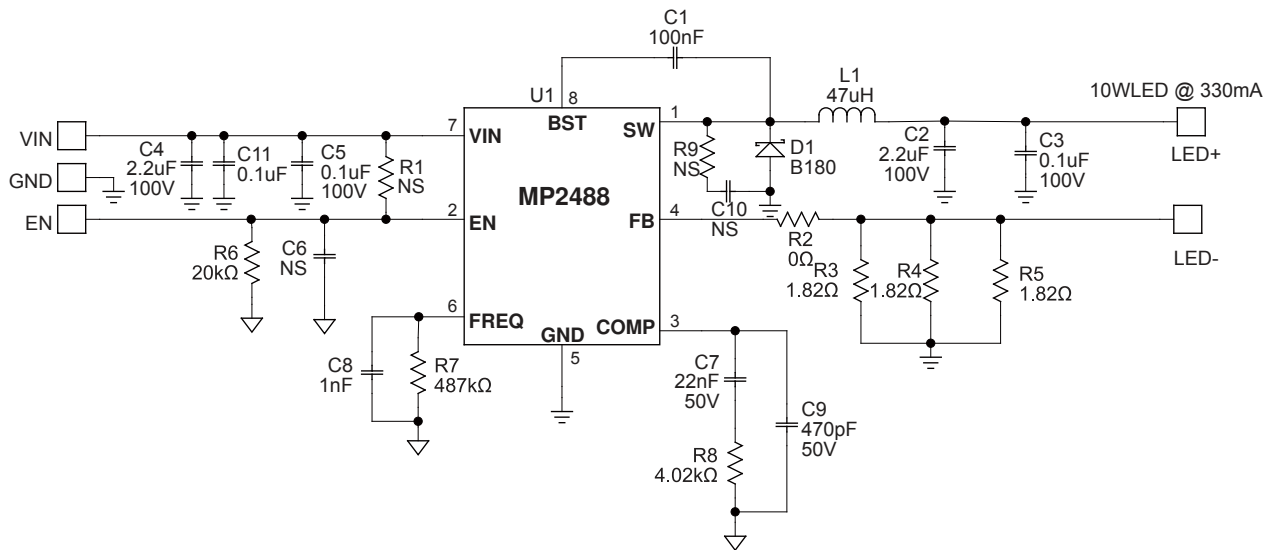 C1
100nF
U1
8
BST
1
SW
L1
47uH
10WLED @ 330mA
LED+
VIN
7
VIN
GND
EN
C4
2.2uF
100V
C11
0.1uF
C5
0.1uF
100V
R1
NS
MP2488
R9
NS
C10
NS
D1
B180
C2
2.2uF
100V
C3
0.1uF
100V
2
EN
4
FB
R2
0Ω
LED-
R6
20kΩ
C6
NS
R3
1.82Ω
R4
1.82Ω
R5
1.82Ω
6
FREQ
GND
5
COMP
3
C8
1nF
R7
487kΩ
C7
22nF
50V
C9
470pF
50V
R8
4.02kΩ